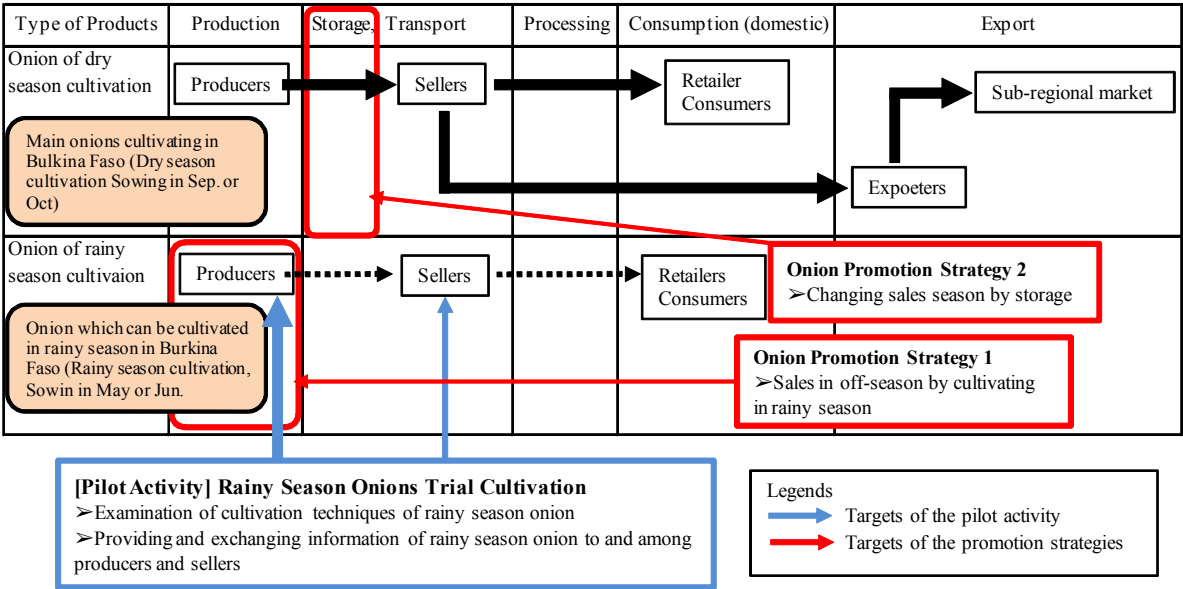 Type of Products
Production
Storage, Transport
Processing
Consumption (domestic)
Export
Onion of dry
season cultivation
Producers
Sellers
Retailer
Consumers
Sub-regional market
Expoeters
Main onions cultivating in
Bulkina Faso (Dry season
cultivation Sowing in Sep. or
Oct)
Onion of rainy
season cultivaion
Producers
Sellers
Retailers
Consumers
Onion Promotion Strategy 2
➢Changing sales season by storage
Onion which can be cultivated
in rainy season in Burkina
Faso (Rainy season cultivation,
Sowin in May or Jun.
Onion Promotion Strategy 1
➢Sales in off-season by cultivating
in rainy season
[Pilot Activity] Rainy Season Onions Trial Cultivation
➢Examination of cultivation techniques of rainy season onion
➢Providing and exchanging information of rainy season onion to and among
producers and sellers
Legends
Targets of the pilot activity
Targets of the promotion strategies